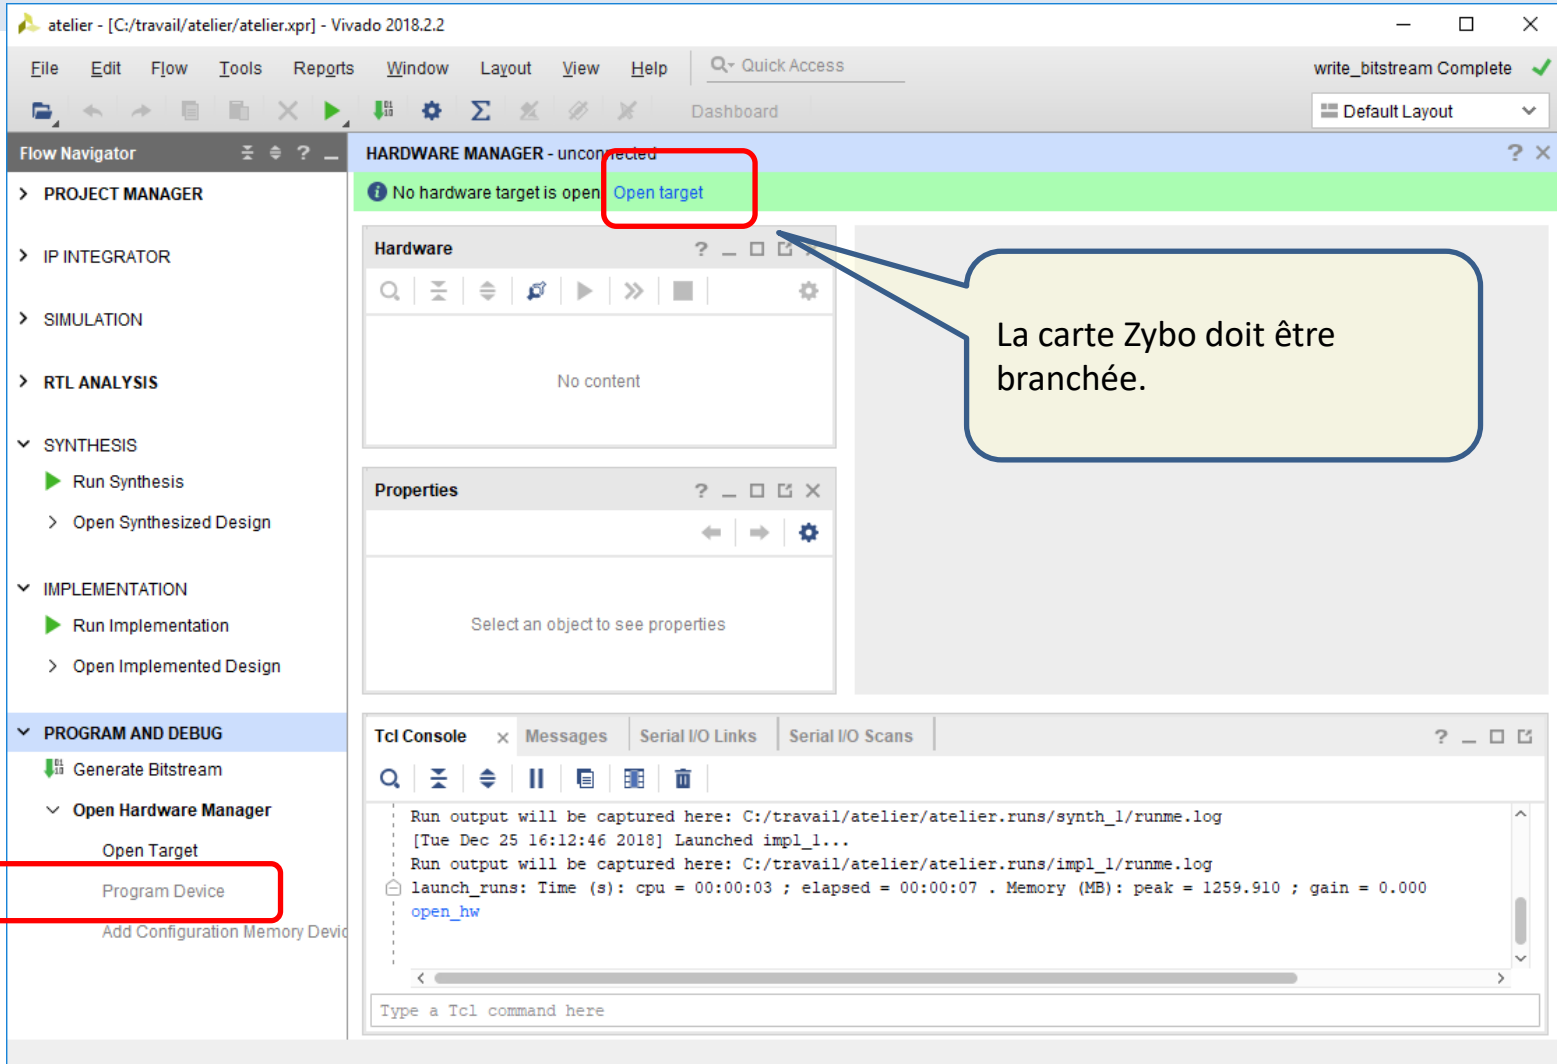 atelier - [C:/travail/atelier/atelier.xpr] - Vivado 2018.2.2
File Edit Flow Tools Reports Window Layout View Help Quick Access
write_bitstream Complete
Dashboard
Default Layout
Flow Navigator
HARDWARE MANAGER - unconnected
No hardware target is open Open target
PROJECT MANAGER
IP INTEGRATOR
SIMULATION
RTL ANALYSIS
SYNTHESIS
Run Synthesis
Open Synthesized Design
IMPLEMENTATION
Run Implementation
Open Implemented Design
PROGRAM AND DEBUG
Generate Bitstream
Open Hardware Manager
Open Target
Program Device
Add Configuration Memory Devic
Hardware
No content
La carte Zybo doit être
branchée.
Properties
Select an object to see properties
Tcl Console Messages Serial I/O Links Serial I/O Scans
Run output will be captured here: C:/travail/atelier/atelier.runs/synth_1/runme.log
[Tue Dec 25 16:12:46 2018] Launched impl_1...
Run output will be captured here: C:/travail/atelier/atelier.runs/impl_1/runme.log
launch_runs: Time (s): cpu = 00:00:03 ; elapsed = 00:00:07 . Memory (MB): peak = 1259.910 ; gain = 0.000
open_hw
Type a Tcl command here